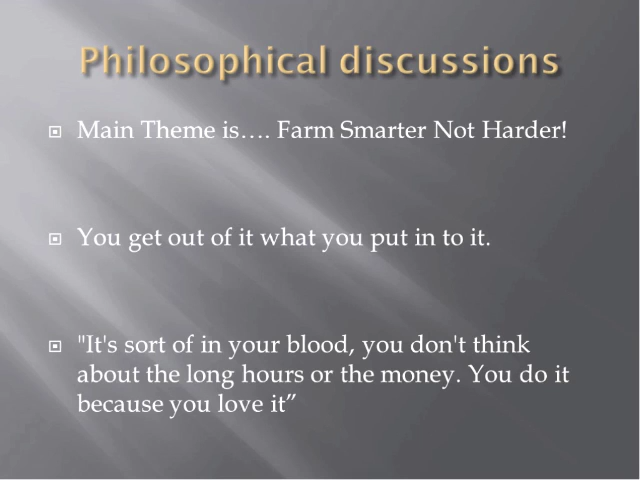 Philosophical discussions
Main Theme is…. Farm Smarter Not Harder!
You get out of it what you put in to it.
"It's sort of in your blood, you don't think
about the long hours or the money. You do it
because you love it”